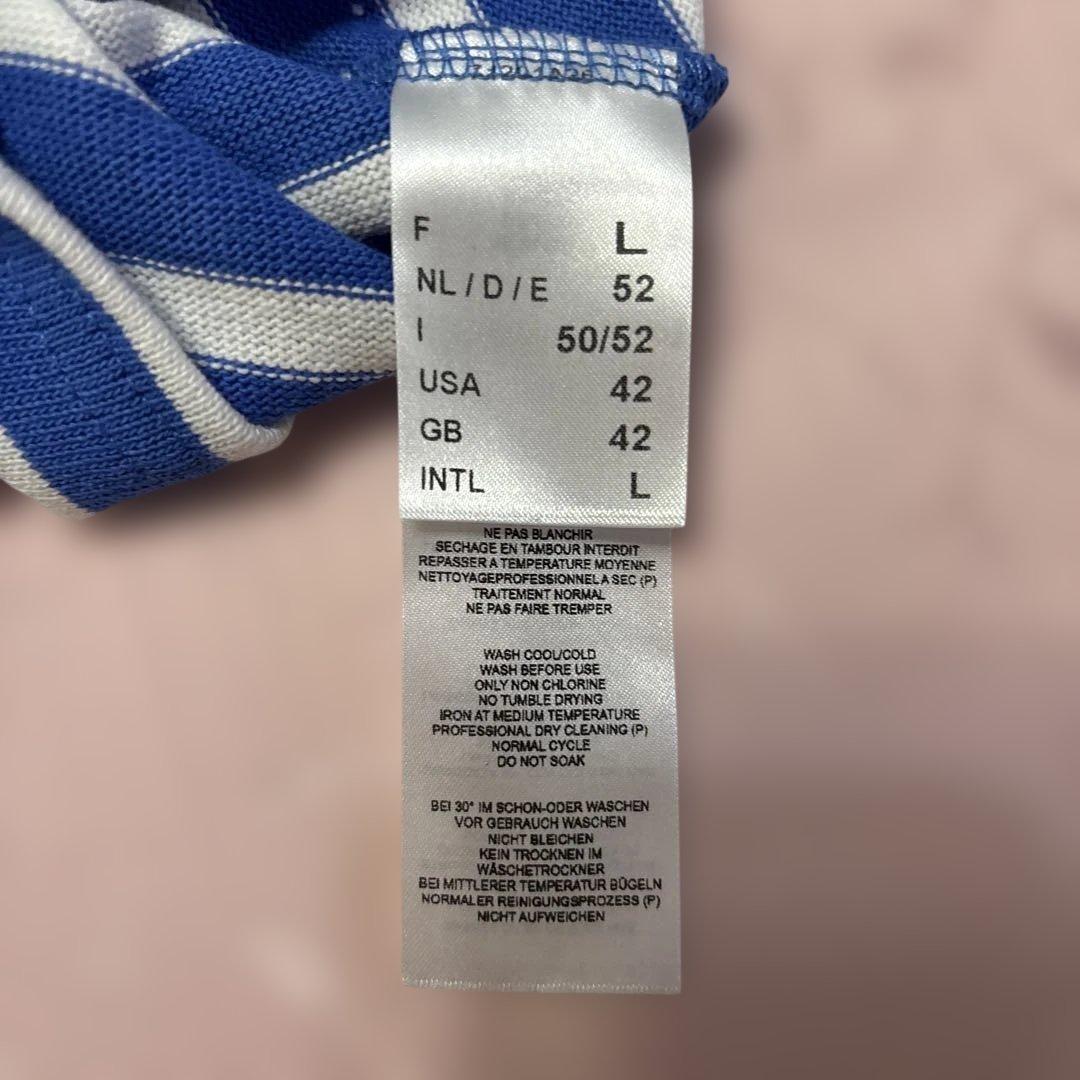 F L
NL / D / E 52
I 50/52
USA 42
GB 42
INTL L
NE PAS BLANCHIR
SECHAGE EN TAMBOUR INTERDIT
REPASSER A TEMPERATURE MOYENNE
NETTOYAGEPROFESSIONNEL A SEC (P)
TRAITEMENT NORMAL
NE PAS FAIRE TREMPER
WASH COOL/COLD
WASH BEFORE USE
ONLY NON CHLORINE
NO TUMBLE DRYING
IRON AT MEDIUM TEMPERATURE
PROFESSIONAL DRY CLEANING (P)
NORMAL CYCLE
DO NOT SOAK
BEI 30° IM SCHON-ODER WASCHEN
VOR GEBRAUCH WASCHEN
NICHT BLEICHEN
KEIN TROCKNEN IM
WÄSCHETROCKNER
BEI MITTLERER TEMPERATUR BÜGELN
NORMALER REINIGUNGSPROZESS (P)
NICHT AUFWEICHEN